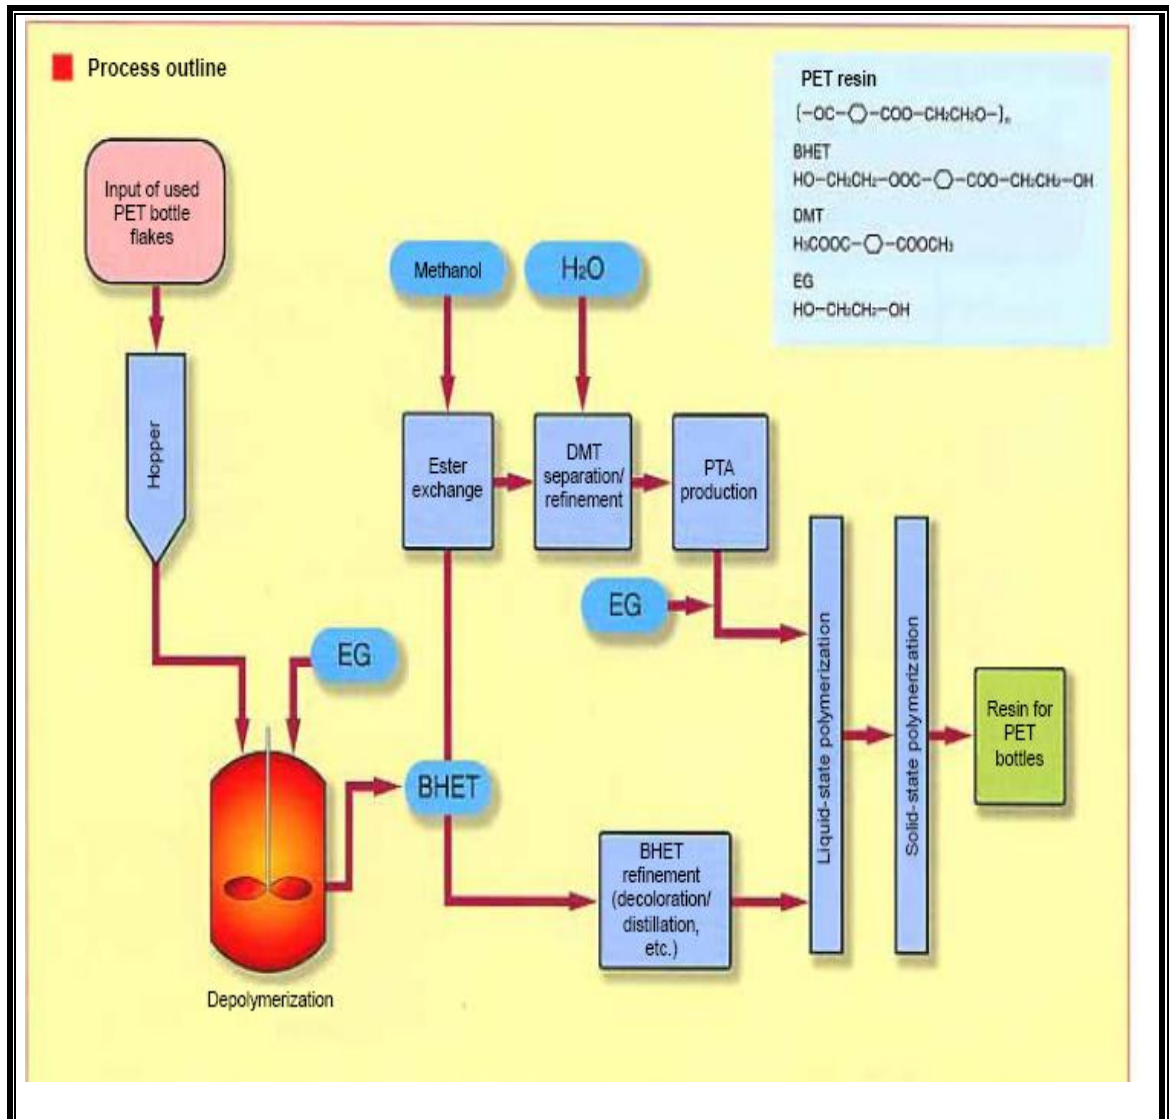 Process outline
PET resin
[-OC-⬡-COO-CH₂CH₂O-]ₙ
BHET
HO-CH₂CH₂-OOC-⬡-COO-CH₂CH₂-OH
DMT
H₃COOC-⬡-COOCH₃
EG
HO-CH₂CH₂-OH
Input of used
PET bottle
flakes
Hopper
Methanol
H₂O
Ester
exchange
DMT
separation/
refinement
PTA
production
EG
EG
BHET
Depolymerization
BHET
refinement
(decoloration/
distillation,
etc.)
Liquid-state polymerization
Solid-state polymerization
Resin for
PET
bottles